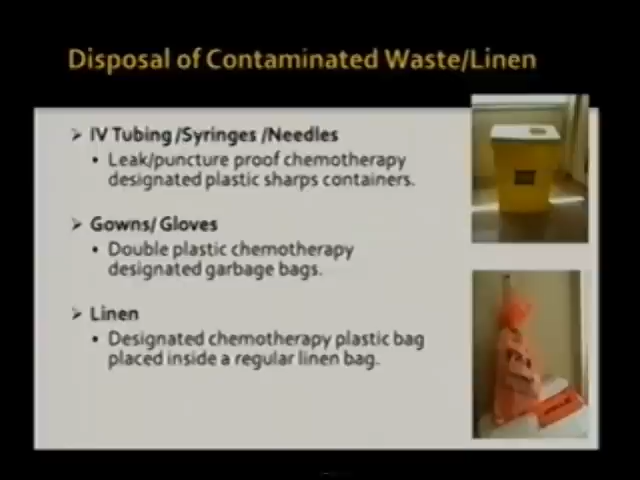 Disposal of Contaminated Waste/Linen
➤ IV Tubing /Syringes /Needles
• Leak/puncture proof chemotherapy
designated plastic sharps containers.
➤ Gowns/ Gloves
• Double plastic chemotherapy
designated garbage bags.
➤ Linen
• Designated chemotherapy plastic bag
placed inside a regular linen bag.